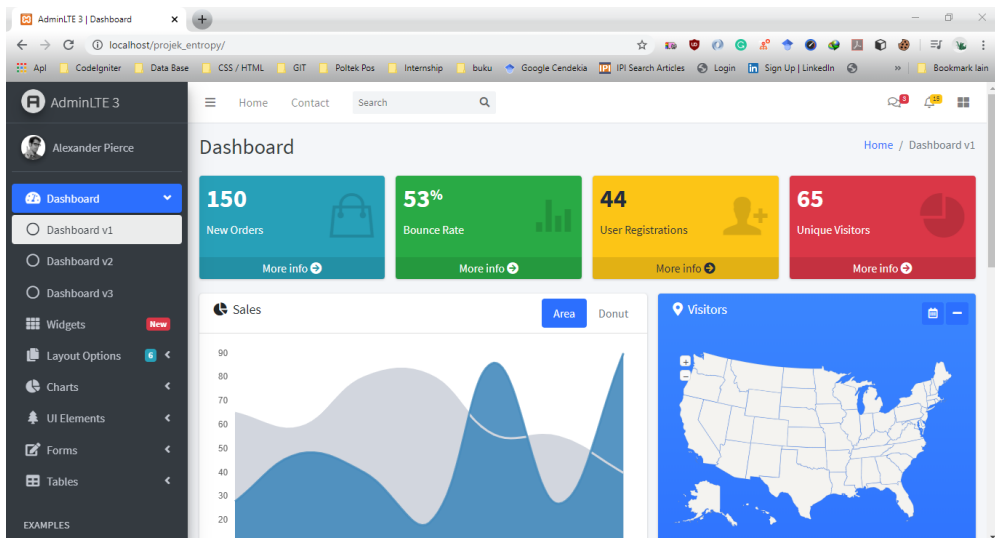 AdminLTE 3 | Dashboard
localhost/projek_entropy/
Apl CodeIgniter Data Base CSS / HTML GIT Poltek Pos Internship buku Google Cendekia IPI IPI Search Articles Login Sign Up | LinkedIn » Bookmark lain
AdminLTE 3
Home Contact Search 3 15
Alexander Pierce
Dashboard
Home / Dashboard v1
Dashboard
Dashboard v1
Dashboard v2
Dashboard v3
Widgets New
Layout Options 6
Charts
UI Elements
Forms
Tables
EXAMPLES
150
New Orders
More info
53%
Bounce Rate
More info
44
User Registrations
More info
65
Unique Visitors
More info
Sales
Area Donut
90
80
70
60
50
40
30
20
Visitors
+
−